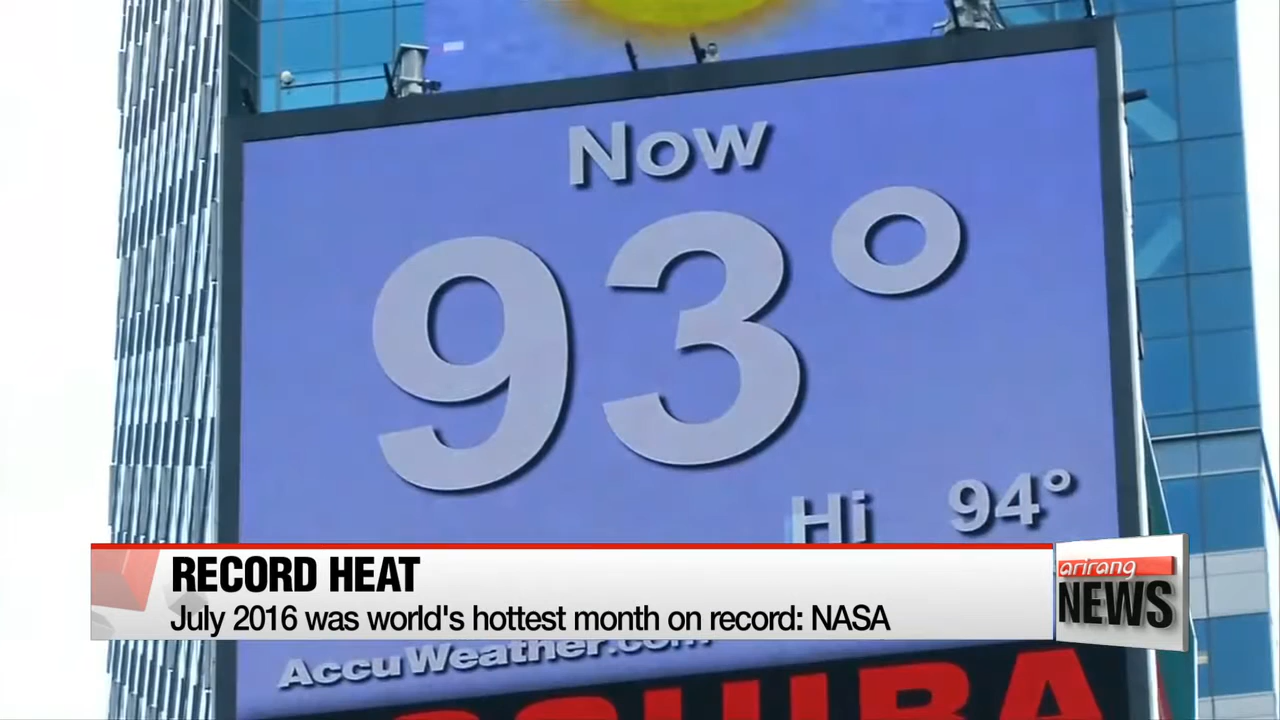 Now
93°
Hi 94°
RECORD HEAT
July 2016 was world's hottest month on record: NASA
arirang
NEWS
AccuWeather.com
TOSHIBA